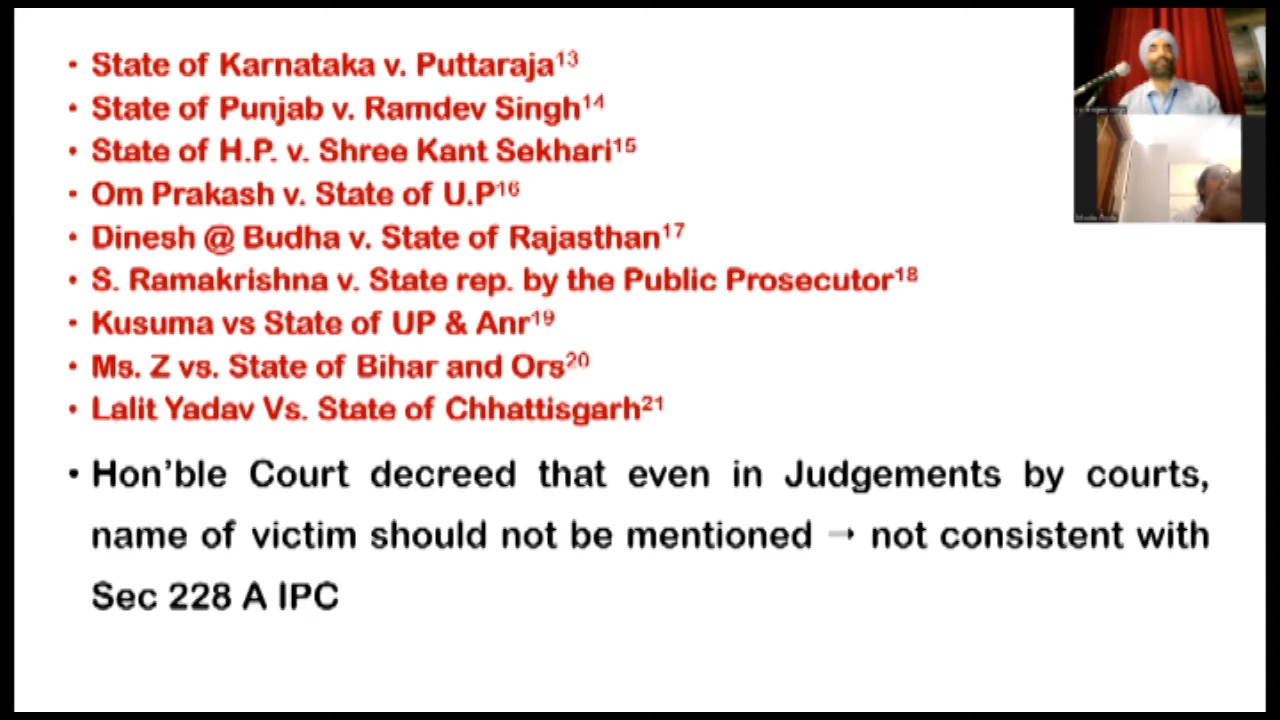 • State of Karnataka v. Puttaraja¹³
• State of Punjab v. Ramdev Singh¹⁴
• State of H.P. v. Shree Kant Sekhari¹⁵
• Om Prakash v. State of U.P¹⁶
• Dinesh @ Budha v. State of Rajasthan¹⁷
• S. Ramakrishna v. State rep. by the Public Prosecutor¹⁸
• Kusuma vs State of UP & Anr¹⁹
• Ms. Z vs. State of Bihar and Ors²⁰
• Lalit Yadav Vs. State of Chhattisgarh²¹
• Hon’ble Court decreed that even in Judgements by courts,
name of victim should not be mentioned → not consistent with
Sec 228 A IPC